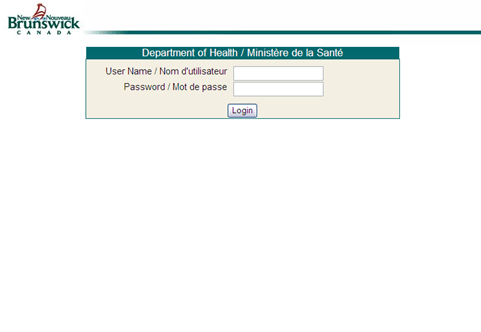 New Nouveau
Brunswick
CANADA
Department of Health / Ministère de la Santé
User Name / Nom d'utilisateur
Password / Mot de passe
Login